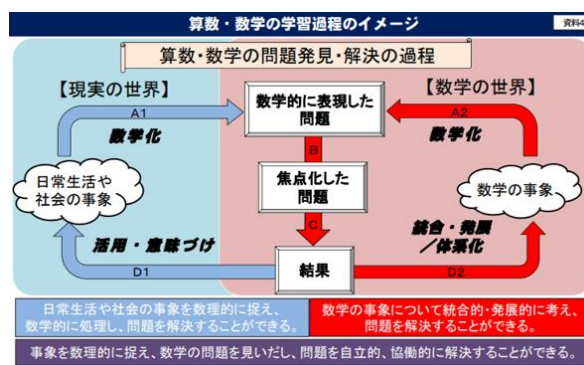 算数・数学の学習過程のイメージ
資料4
算数・数学の問題発見・解決の過程
【現実の世界】
【数学の世界】
A1
数学化
数学的に表現した
問題
A2
数学化
B
日常生活や
社会の事象
焦点化した
問題
数学の事象
C
活用・意味づけ
統合・発展
／体系化
D1
結果
D2
日常生活や社会の事象を数理的に捉え、
数学的に処理し、問題を解決することができる。
数学の事象について統合的・発展的に考え、
問題を解決することができる。
事象を数理的に捉え、数学の問題を見いだし、問題を自立的、協働的に解決することができる。